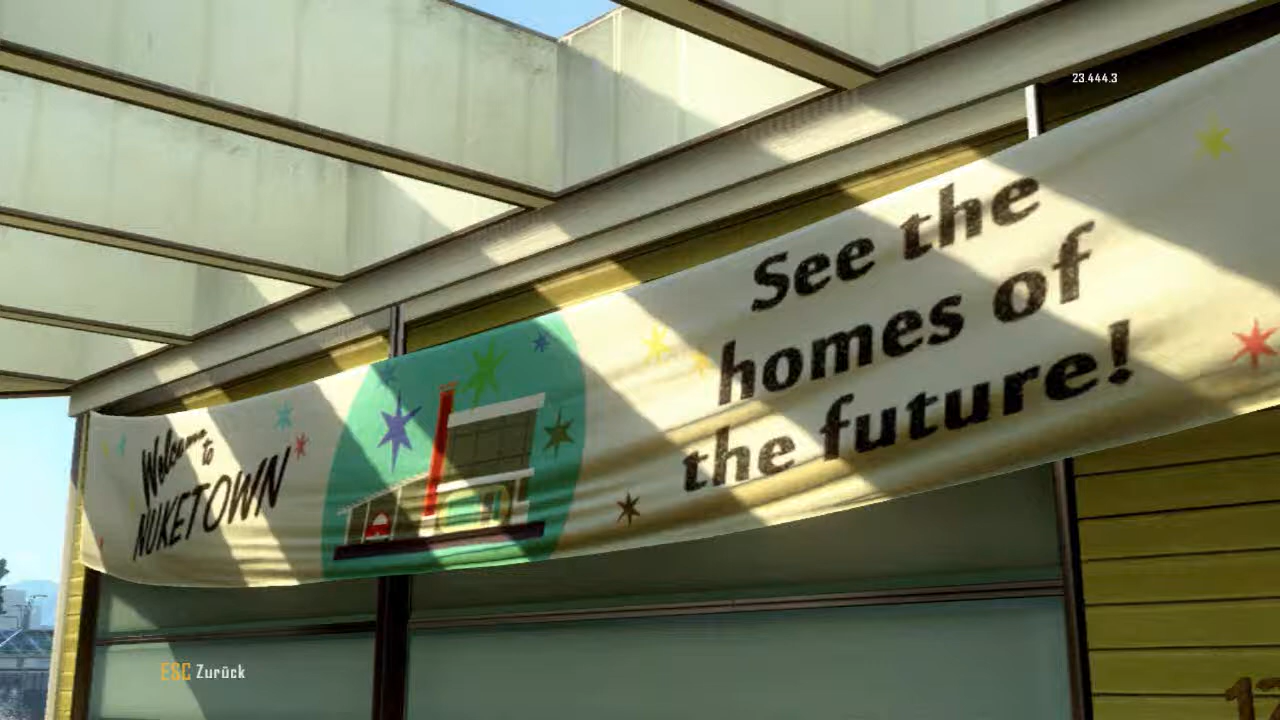 23.444.3
See the
homes of
the future!
Welcome
to
NUKETOWN
ESC Zurück